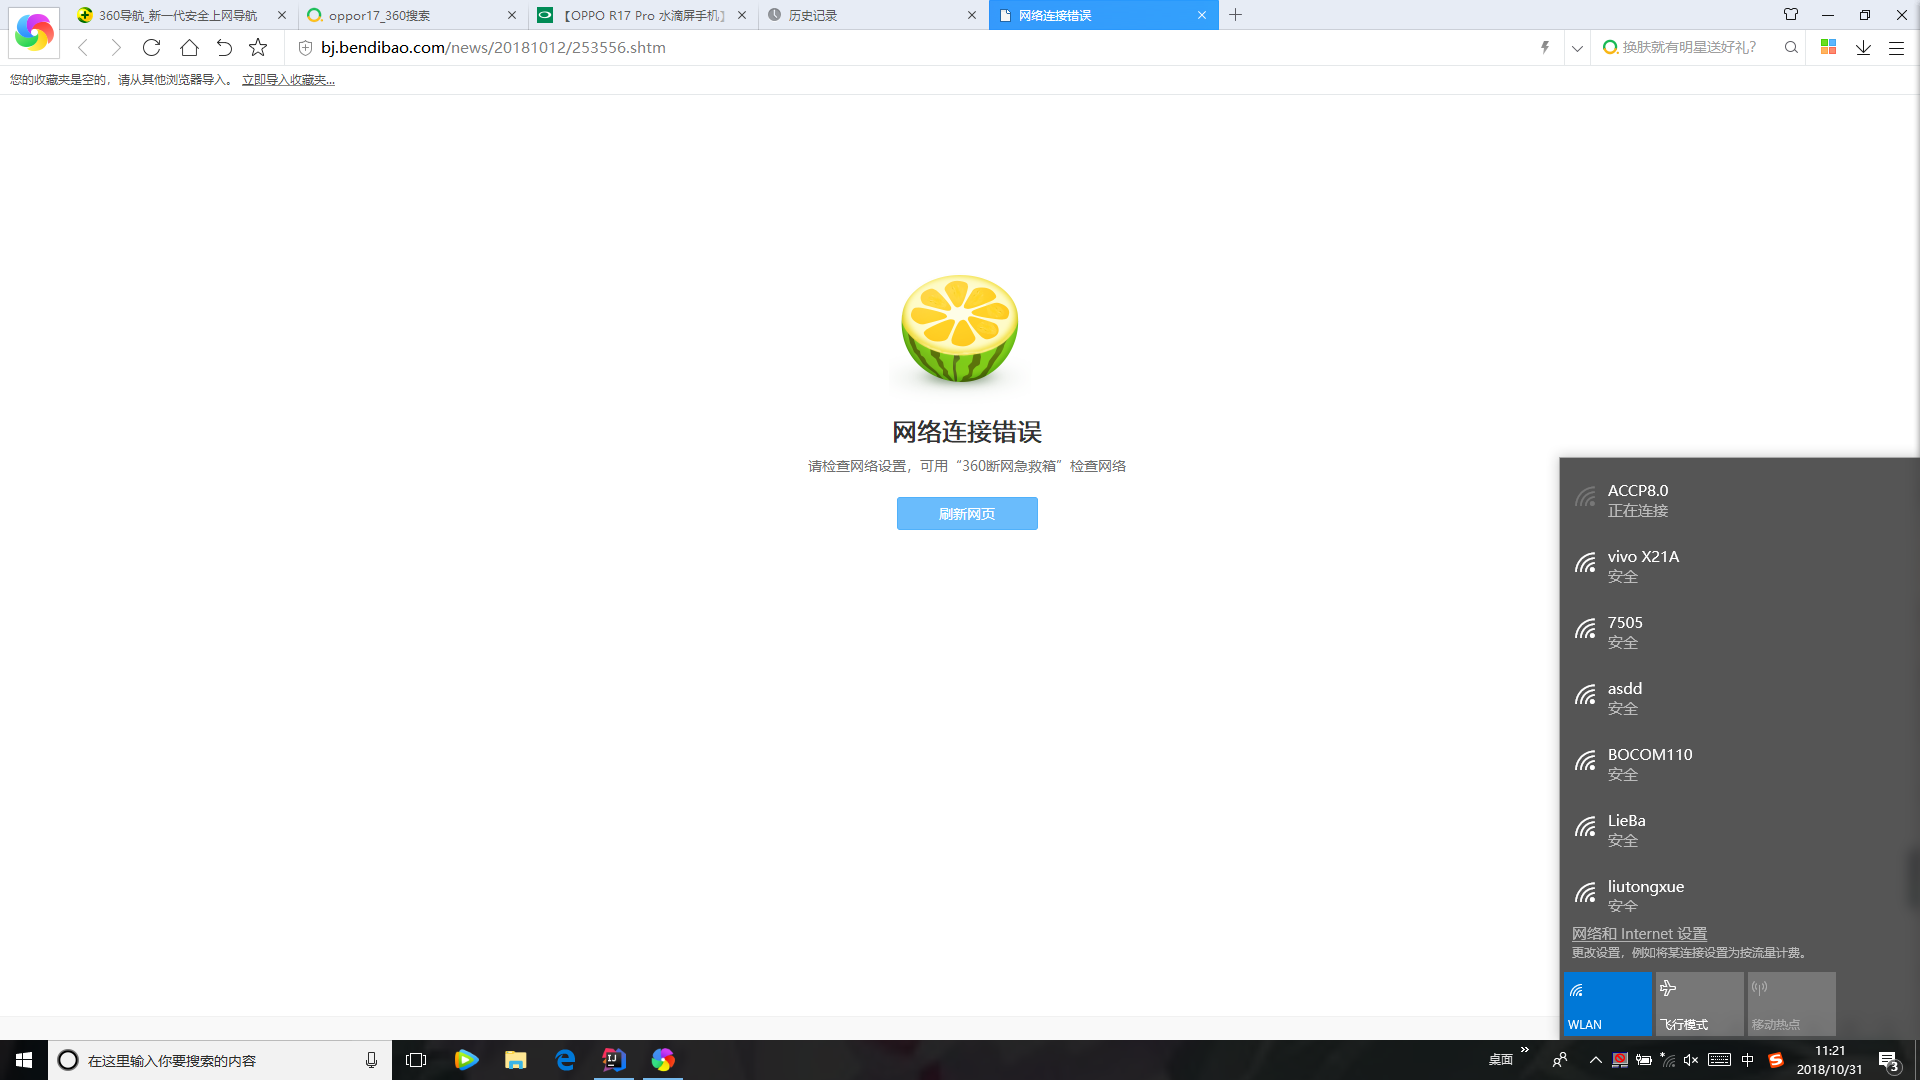 360导航_新一代安全上网导航
oppor17_360搜索
【OPPO R17 Pro 水滴屏手机】
历史记录
网络连接错误
bj.bendibao.com/news/20181012/253556.shtm
换肤就有明星送好礼?
您的收藏夹是空的，请从其他浏览器导入。 立即导入收藏夹...
网络连接错误
请检查网络设置，可用“360断网急救箱”检查网络
刷新网页
ACCP8.0
正在连接
vivo X21A
安全
7505
安全
asdd
安全
BOCOM110
安全
LieBa
安全
liutongxue
安全
网络和 Internet 设置
更改设置，例如将某连接设置为按流量计费。
WLAN
飞行模式
移动热点
在这里输入你要搜索的内容
桌面
中
11:21
2018/10/31
3